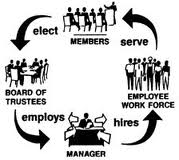 elect
MEMBERS
serve
BOARD OF
TRUSTEES
EMPLOYEE
WORK FORCE
employs
hires
MANAGER